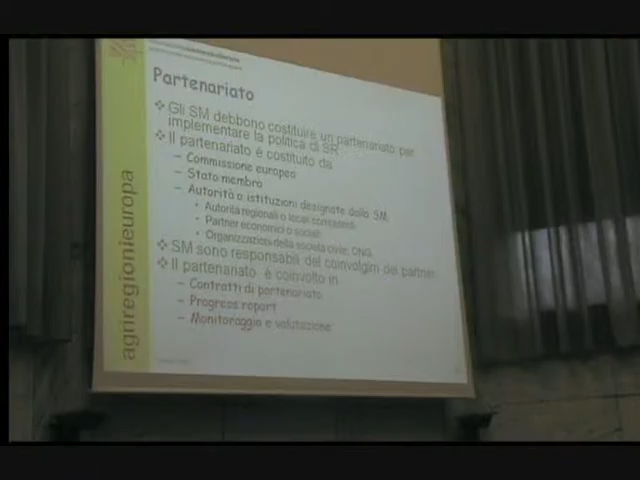 Partenariato
Gli SM debbono costituire un partenariato per
implementare la politica di SR
Il partenariato è costituito da
– Commissione europea
– Stato membro
– Autorità o istituzioni designate dallo SM,
• Autorità regionali o locali competenti
• Partner economici o sociali
• Organizzazioni della società civile, ONG.
SM sono responsabili del coinvolgim dei partner
Il partenariato è coinvolto in
– Contratti di partenariato
– Progress report
– Monitoraggio e valutazione
agriregionieuropa